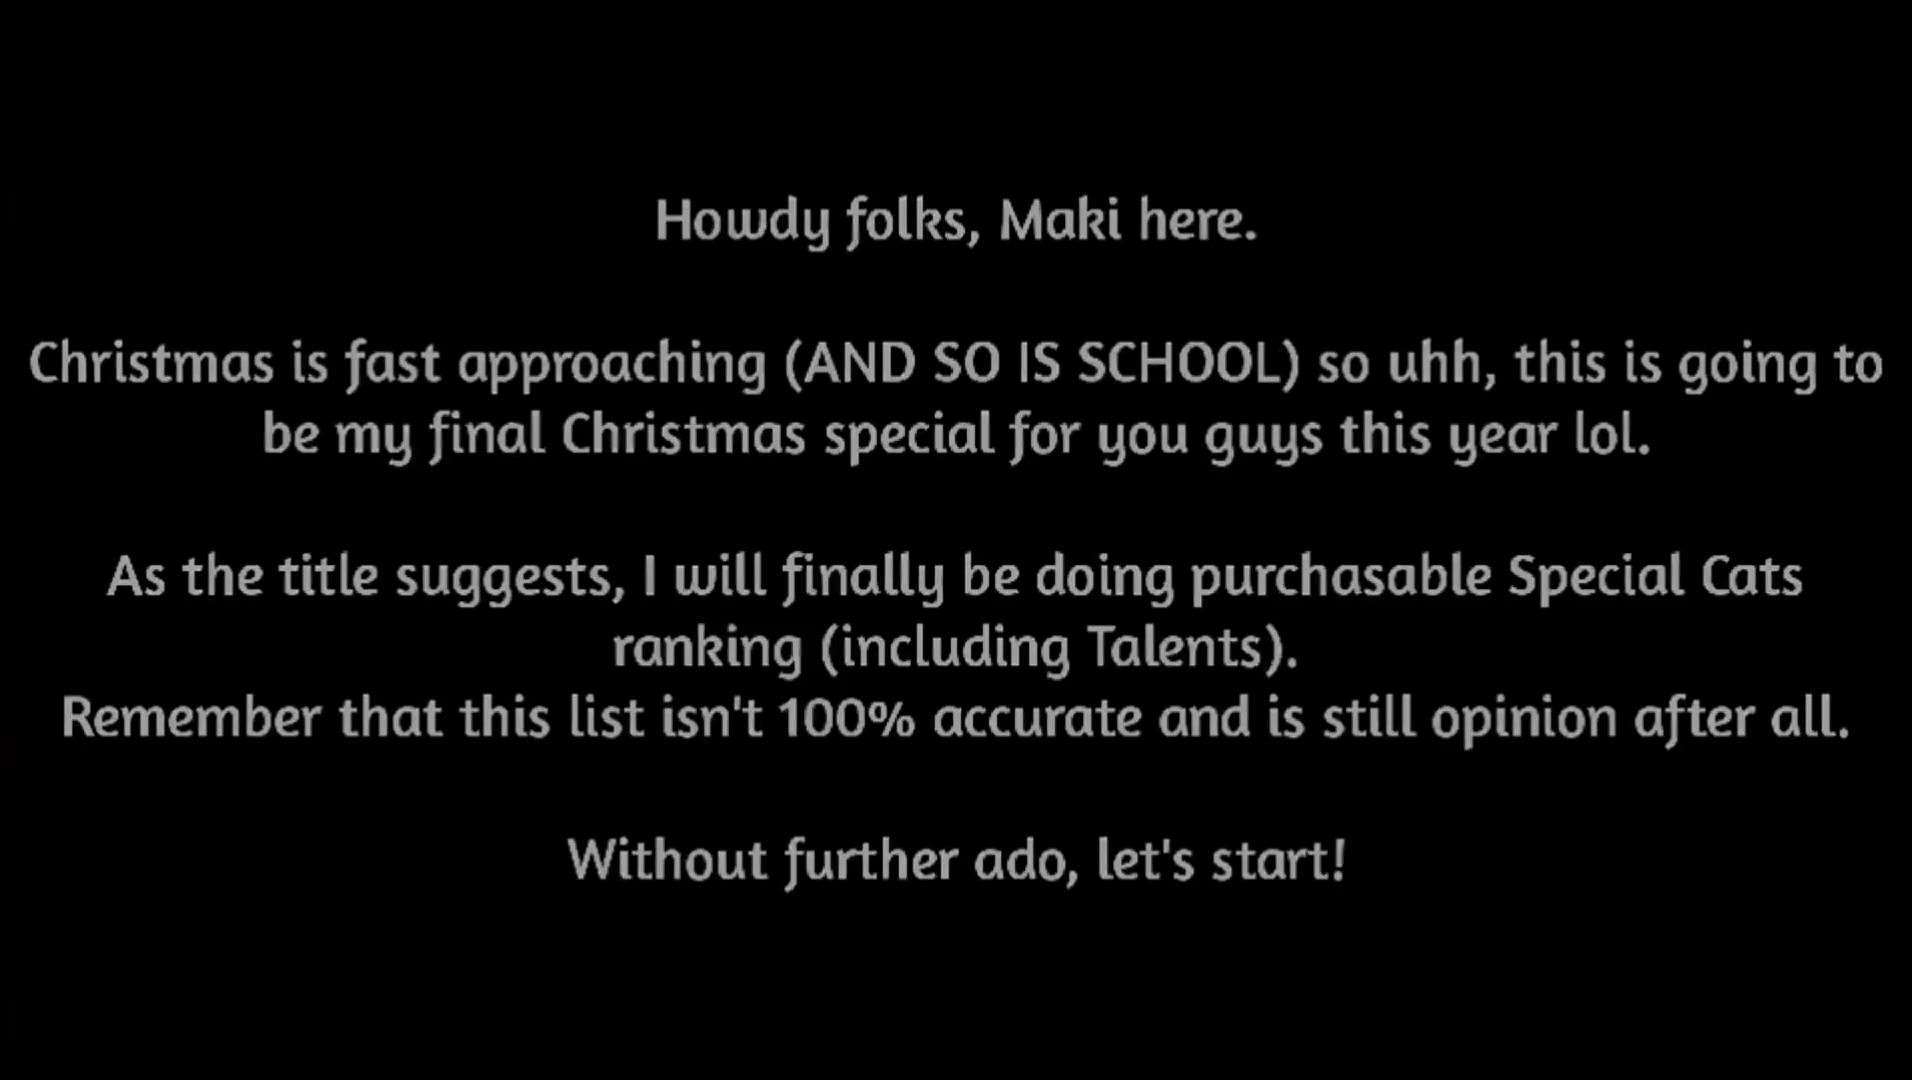 Howdy folks, Maki here.
Christmas is fast approaching (AND SO IS SCHOOL) so uhh, this is going to
be my final Christmas special for you guys this year lol.
As the title suggests, I will finally be doing purchasable Special Cats
ranking (including Talents).
Remember that this list isn't 100% accurate and is still opinion after all.
Without further ado, let's start!